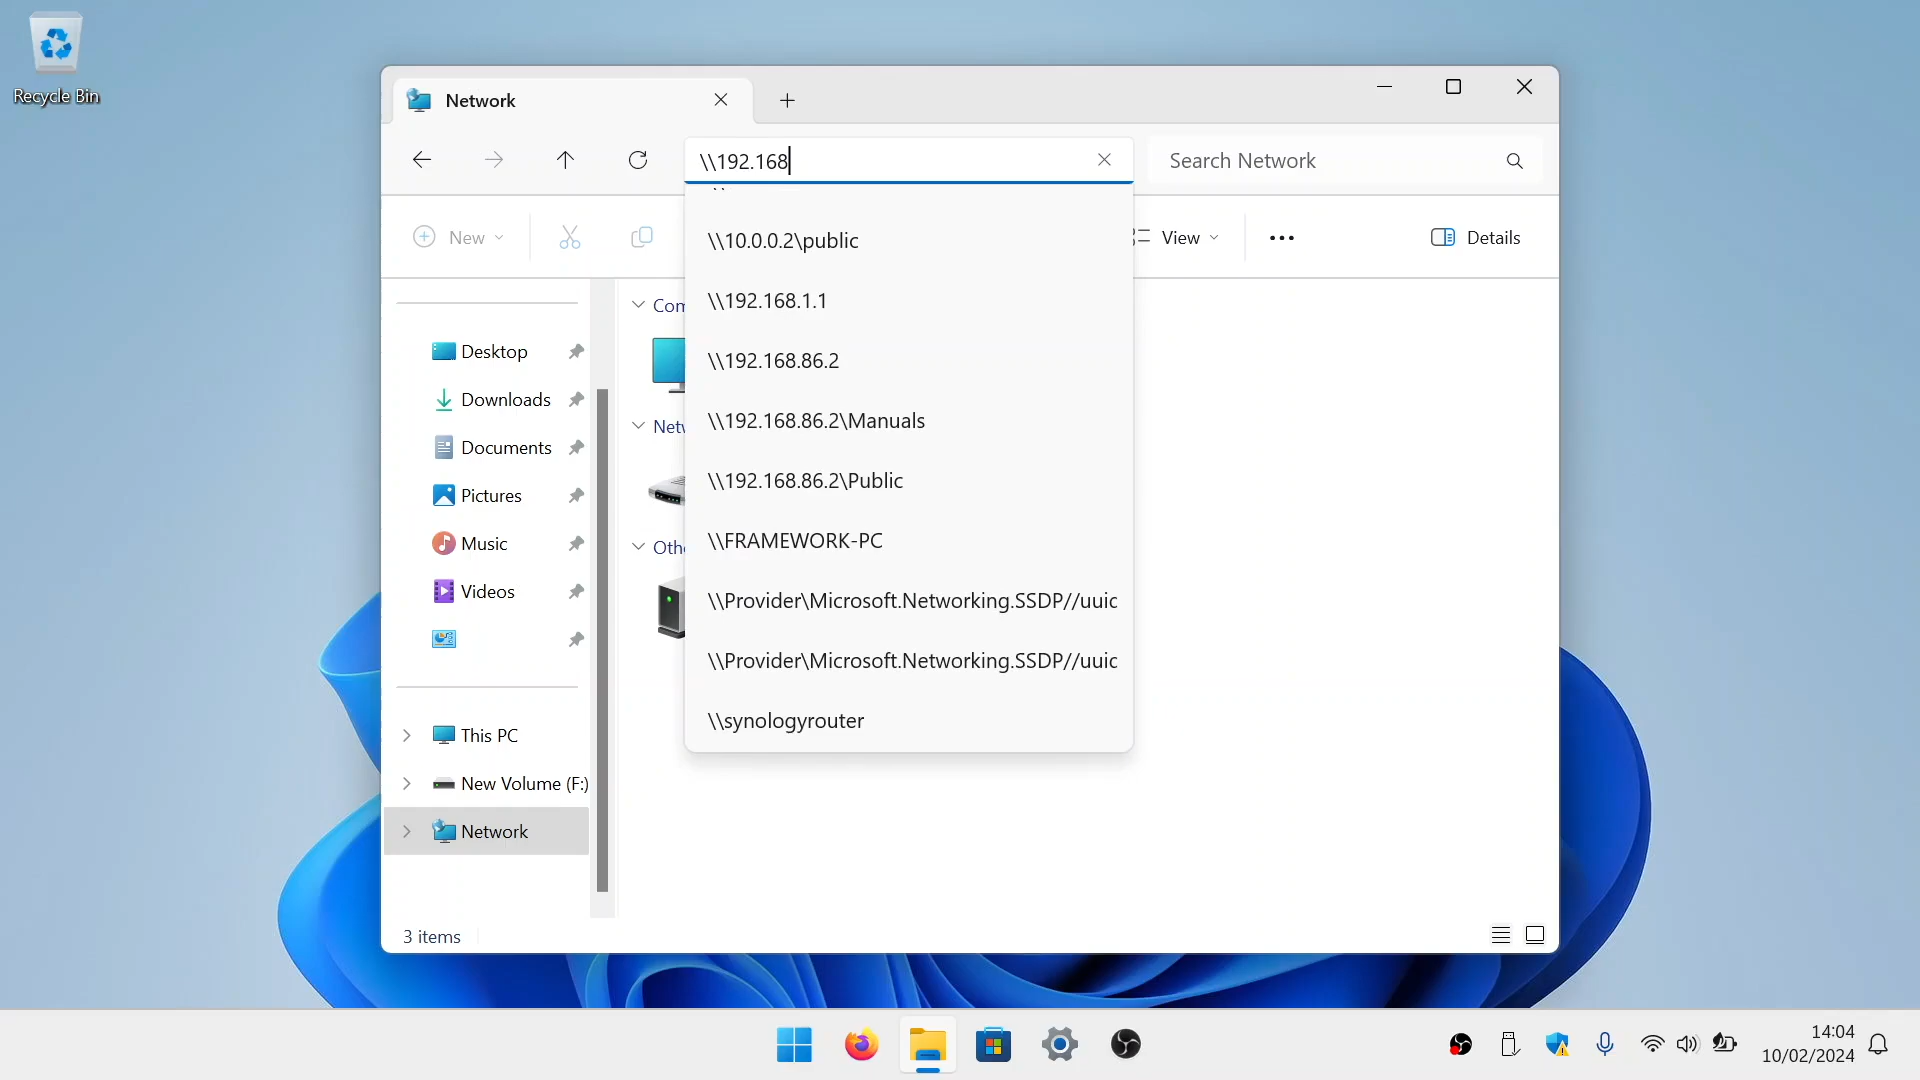 Recycle Bin
Network
\\192.168
Search Network
New
View
Details
\\10.0.0.2\public
\\192.168.1.1
\\192.168.86.2
\\192.168.86.2\Manuals
\\192.168.86.2\Public
\\FRAMEWORK-PC
\\Provider\Microsoft.Networking.SSDP//uuic
\\Provider\Microsoft.Networking.SSDP//uuic
\\synologyrouter
Com
Netw
Othe
Desktop
Downloads
Documents
Pictures
Music
Videos
This PC
New Volume (F:)
Network
3 items
14:04
10/02/2024